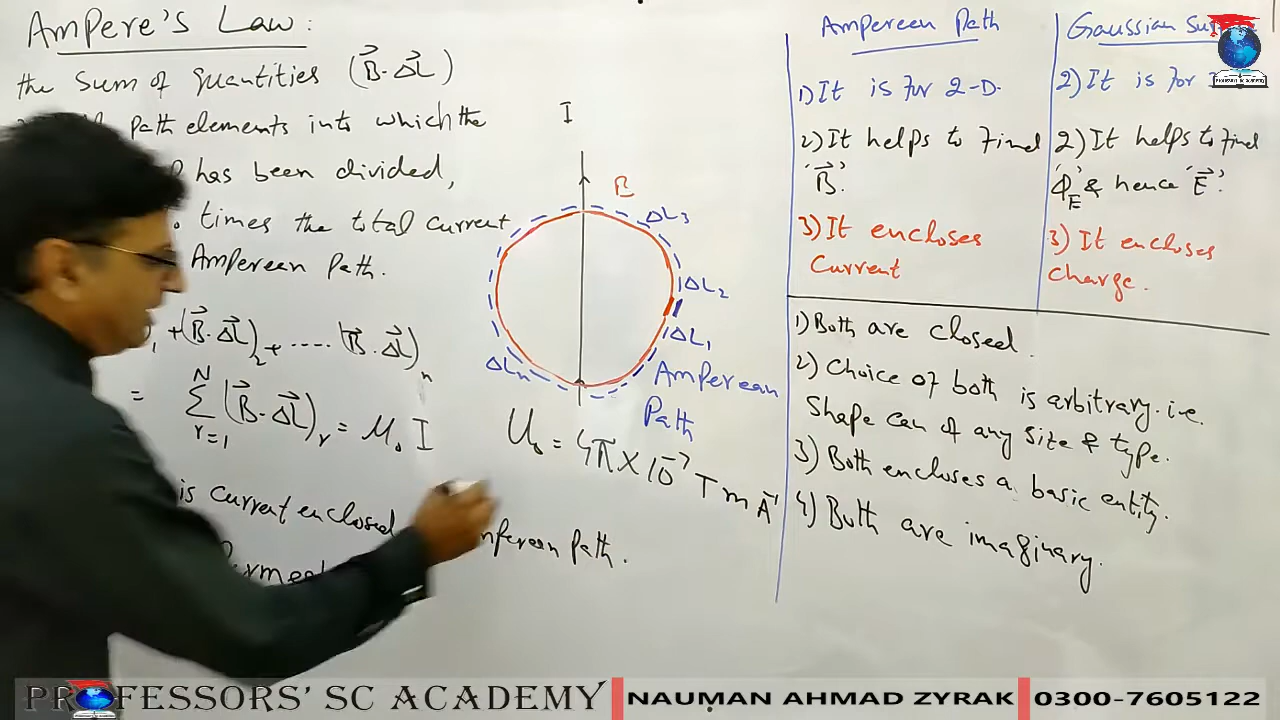 Ampere's Law:
the sum of quantities (B⃗·ΔL⃗)
path elements into which the
has been divided,
times the total current
Amperean Path.
1 + (B⃗·ΔL⃗)2 + .... (B⃗·ΔL⃗)n
= N Σ r=1 (B⃗·ΔL⃗)r = μ₀ I
is current enclosed
mperean Path.
I
B
ΔL3
ΔL2
ΔL1
ΔLn
Amperean
Path
μ₀ = 4π × 10⁻⁷ T m A⁻¹
Ampereen Path
1) It is for 2-D.
2) It helps to find
'B⃗'.
3) It encloses
Current
Gaussian
2) It is for
2) It helps to find
'ΦE' & hence 'E⃗'.
3) It encloses
charge.
1) Both are closed.
2) Choice of both is arbitrary. i.e.
Shape can of any size & type.
3) Both encloses a basic entity.
4) Both are imaginary.
PROFESSORS' SC ACADEMY
NAUMAN AHMAD ZYRAK
0300-7605122